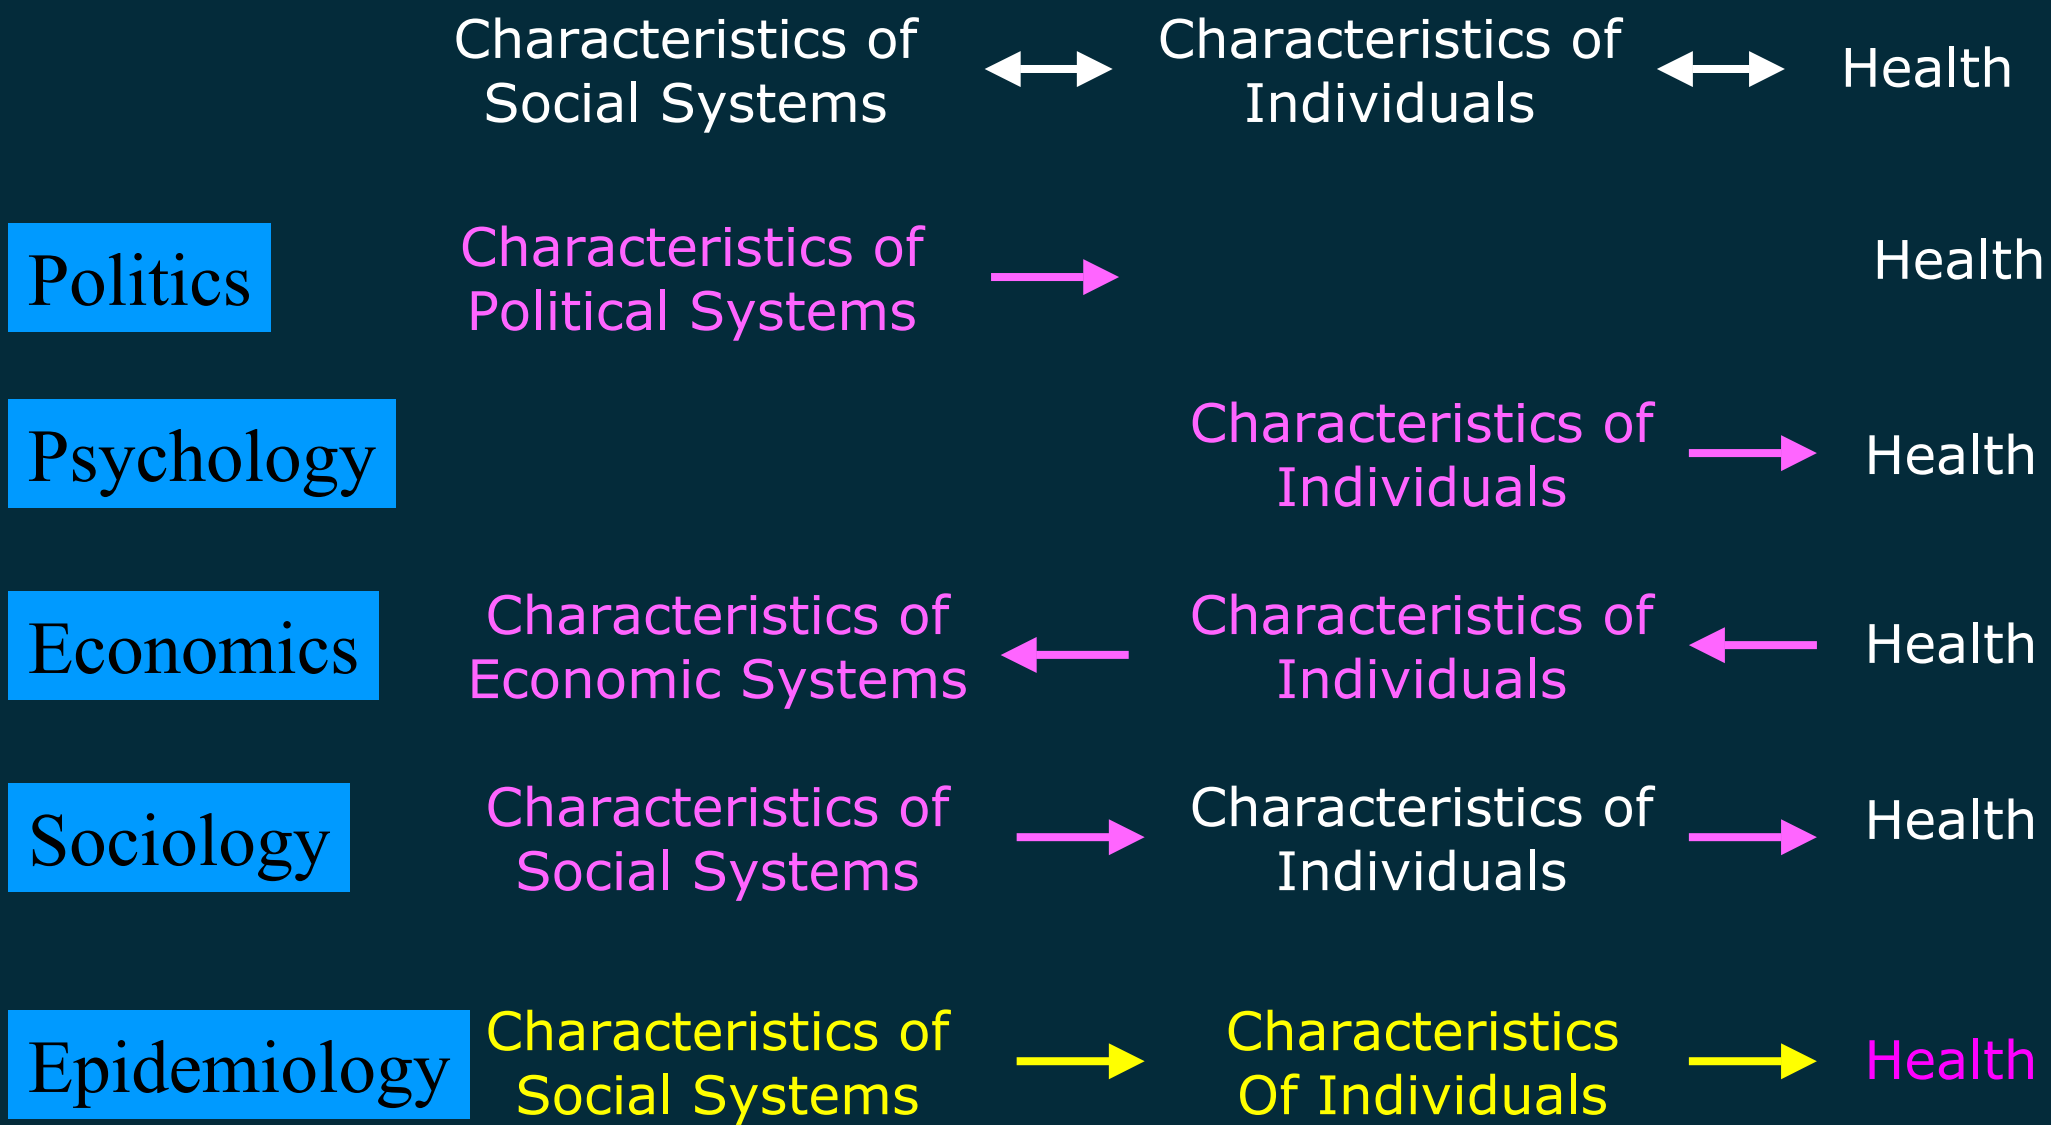 Characteristics of
Social Systems
Characteristics of
Individuals
Health
Politics
Characteristics of
Political Systems
Health
Psychology
Characteristics of
Individuals
Health
Economics
Characteristics of
Economic Systems
Characteristics of
Individuals
Health
Sociology
Characteristics of
Social Systems
Characteristics of
Individuals
Health
Epidemiology
Characteristics of
Social Systems
Characteristics
Of Individuals
Health